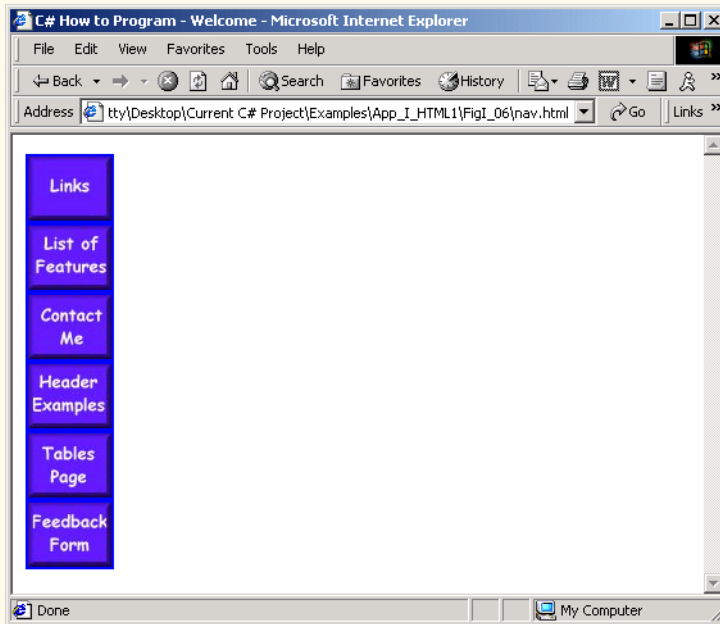 C# How to Program - Welcome - Microsoft Internet Explorer
File Edit View Favorites Tools Help
Back Search Favorites History
Address tty\Desktop\Current C# Project\Examples\App_I_HTML1\FigI_06\nav.html Go Links
Links
List of
Features
Contact
Me
Header
Examples
Tables
Page
Feedback
Form
Done My Computer